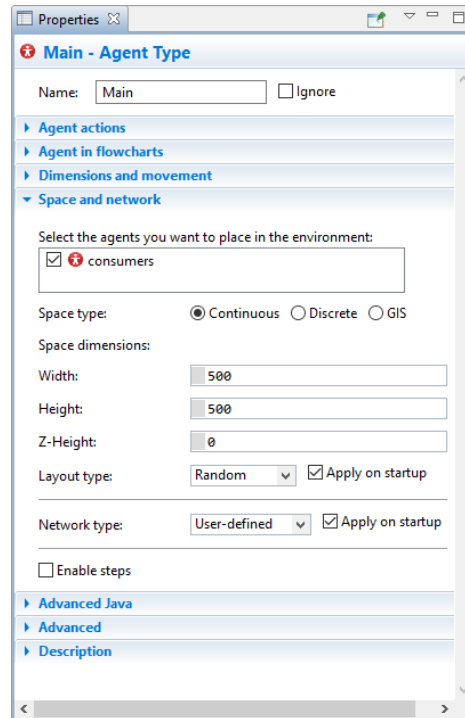 Properties
Main - Agent Type
Name: Main Ignore
Agent actions
Agent in flowcharts
Dimensions and movement
Space and network
Select the agents you want to place in the environment:
consumers
Space type: Continuous Discrete GIS
Space dimensions:
Width: 500
Height: 500
Z-Height: 0
Layout type: Random Apply on startup
Network type: User-defined Apply on startup
Enable steps
Advanced Java
Advanced
Description